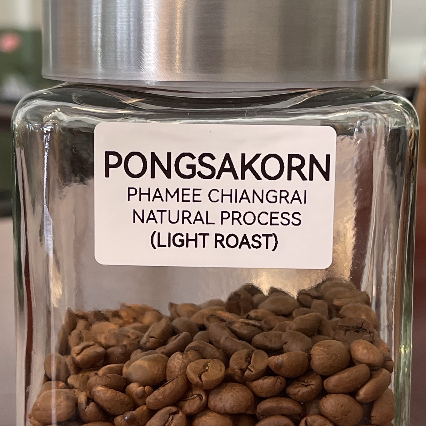 PONGSAKORN
PHAMEE CHIANGRAI
NATURAL PROCESS
(LIGHT ROAST)